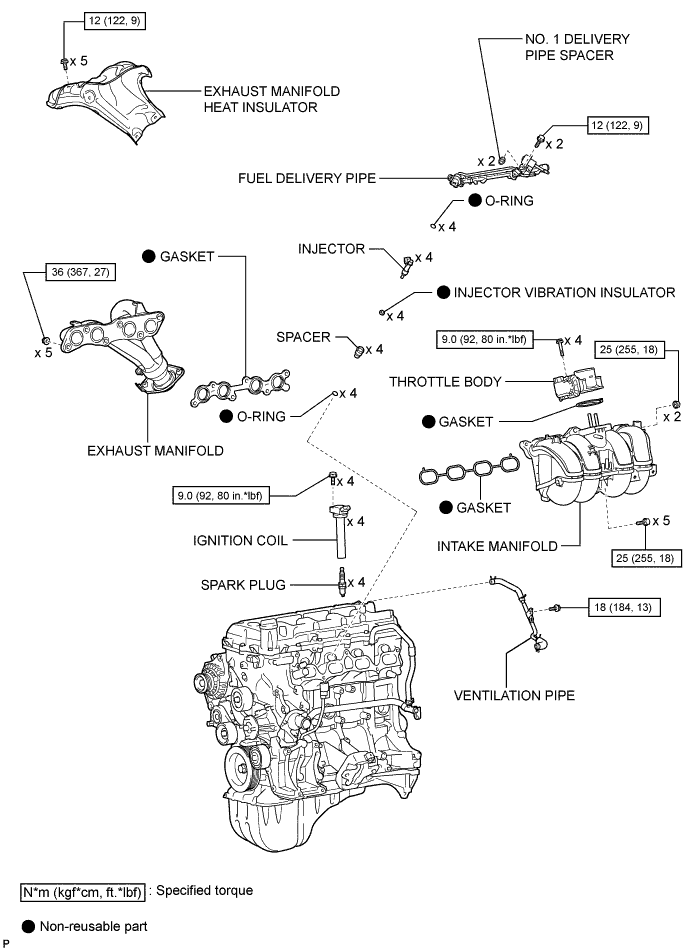 12 (122, 9)
x 5
EXHAUST MANIFOLD
HEAT INSULATOR
NO. 1 DELIVERY
PIPE SPACER
12 (122, 9)
x 2
x 2
FUEL DELIVERY PIPE
O-RING
x 4
INJECTOR
x 4
GASKET
36 (367, 27)
x 5
INJECTOR VIBRATION INSULATOR
x 4
SPACER
x 4
9.0 (92, 80 in.*lbf)
x 4
25 (255, 18)
x 2
THROTTLE BODY
GASKET
O-RING
x 4
EXHAUST MANIFOLD
9.0 (92, 80 in.*lbf)
x 4
x 4
IGNITION COIL
GASKET
INTAKE MANIFOLD
x 5
25 (255, 18)
SPARK PLUG
x 4
18 (184, 13)
VENTILATION PIPE
N*m (kgf*cm, ft.*lbf) : Specified torque
Non-reusable part
P